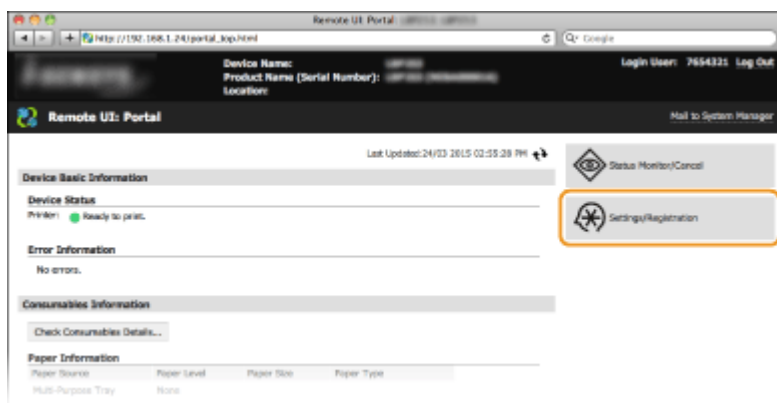 Remote UI: Portal
http://192.168.1.24/portal_top.html
Google
Device Name:
Login User: 7654321 Log Out
Product Name (Serial Number):
Location:
Remote UI: Portal
Mail to System Manager
Last Updated:24/03 2015 02:55:28 PM
Status Monitor/Cancel
Device Basic Information
Device Status
Printer: Ready to print.
Settings/Registration
Error Information
No errors.
Consumables Information
Check Consumables Details...
Paper Information
Paper Source Paper Level Paper Size Paper Type
Multi-Purpose Tray None